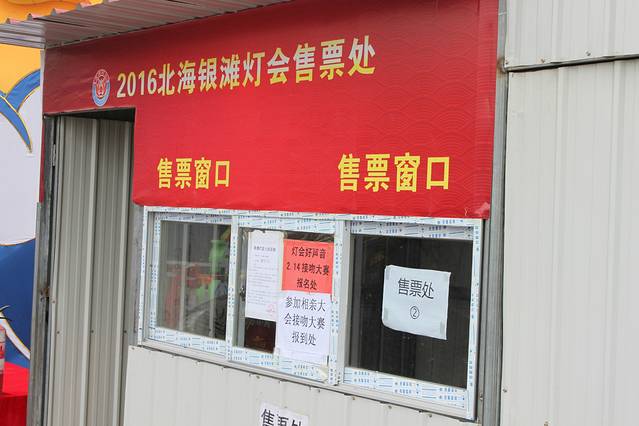 2016北海银滩灯会售票处
售票窗口
售票窗口
灯会好声音
2.14接吻大赛
报名处
参加相亲大
会接吻大赛
报到处
售票处
②